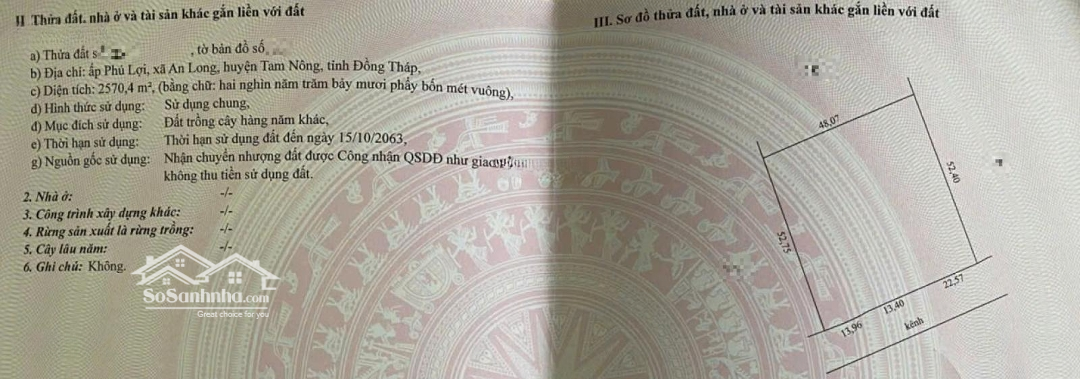 II Thửa đất, nhà ở và tài sản khác gắn liền với đất
a) Thửa đất s , tờ bản đồ số,
b) Địa chỉ: ấp Phú Lợi, xã An Long, huyện Tam Nông, tỉnh Đồng Tháp,
c) Diện tích: 2570,4 m², (bằng chữ: hai nghìn năm trăm bảy mươi phẩy bốn mét vuông),
d) Hình thức sử dụng: Sử dụng chung,
đ) Mục đích sử dụng: Đất trồng cây hàng năm khác,
e) Thời hạn sử dụng: Thời hạn sử dụng đất đến ngày 15/10/2063,
g) Nguồn gốc sử dụng: Nhận chuyển nhượng đất được Công nhận QSDĐ như giao
không thu tiền sử dụng đất.
2. Nhà ở: -/-
3. Công trình xây dựng khác: -/-
4. Rừng sản xuất là rừng trồng: -/-
5. Cây lâu năm: -/-
6. Ghi chú: Không.
SoSanhnha.com
Great choice for you
III. Sơ đồ thửa đất, nhà ở và tài sản khác gắn liền với đất
48,07
52,40
52,75
22,57
13,40
13,96
kênh